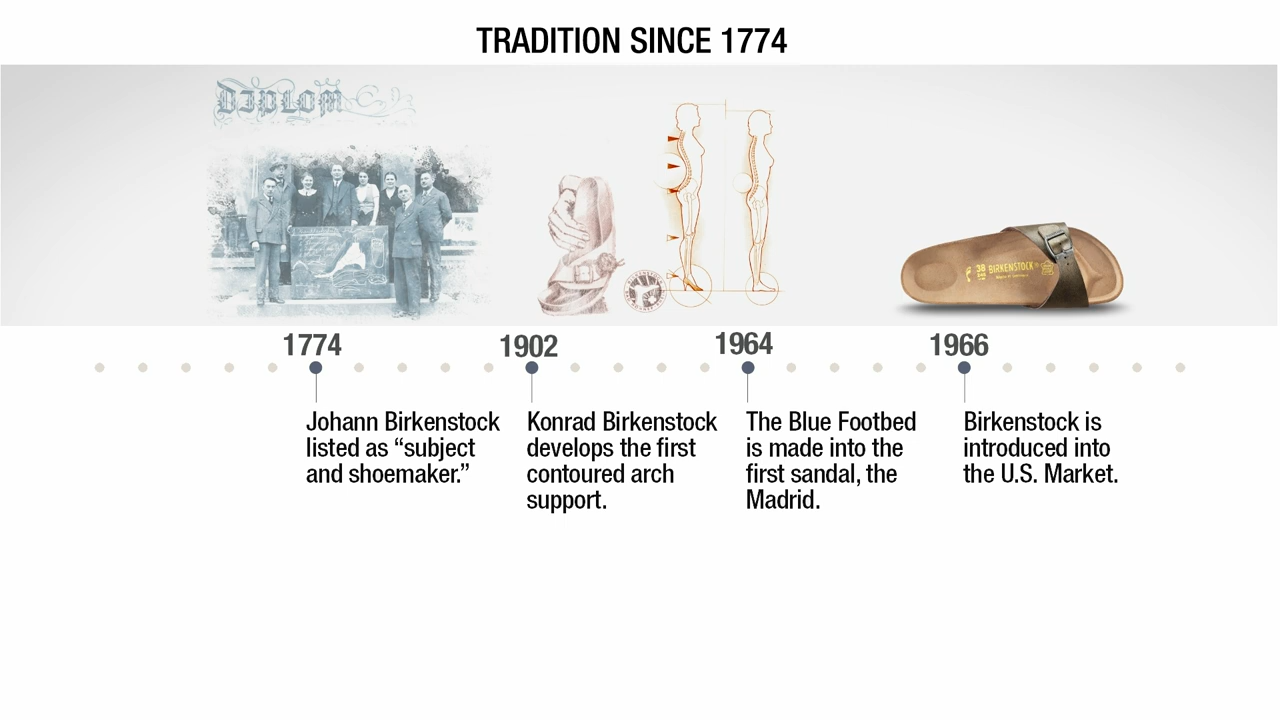 TRADITION SINCE 1774
Diplom
38
BIRKENSTOCK
1774
1902
1964
1966
Johann Birkenstock
listed as “subject
and shoemaker.”
Konrad Birkenstock
develops the first
contoured arch
support.
The Blue Footbed
is made into the
first sandal, the
Madrid.
Birkenstock is
introduced into
the U.S. Market.